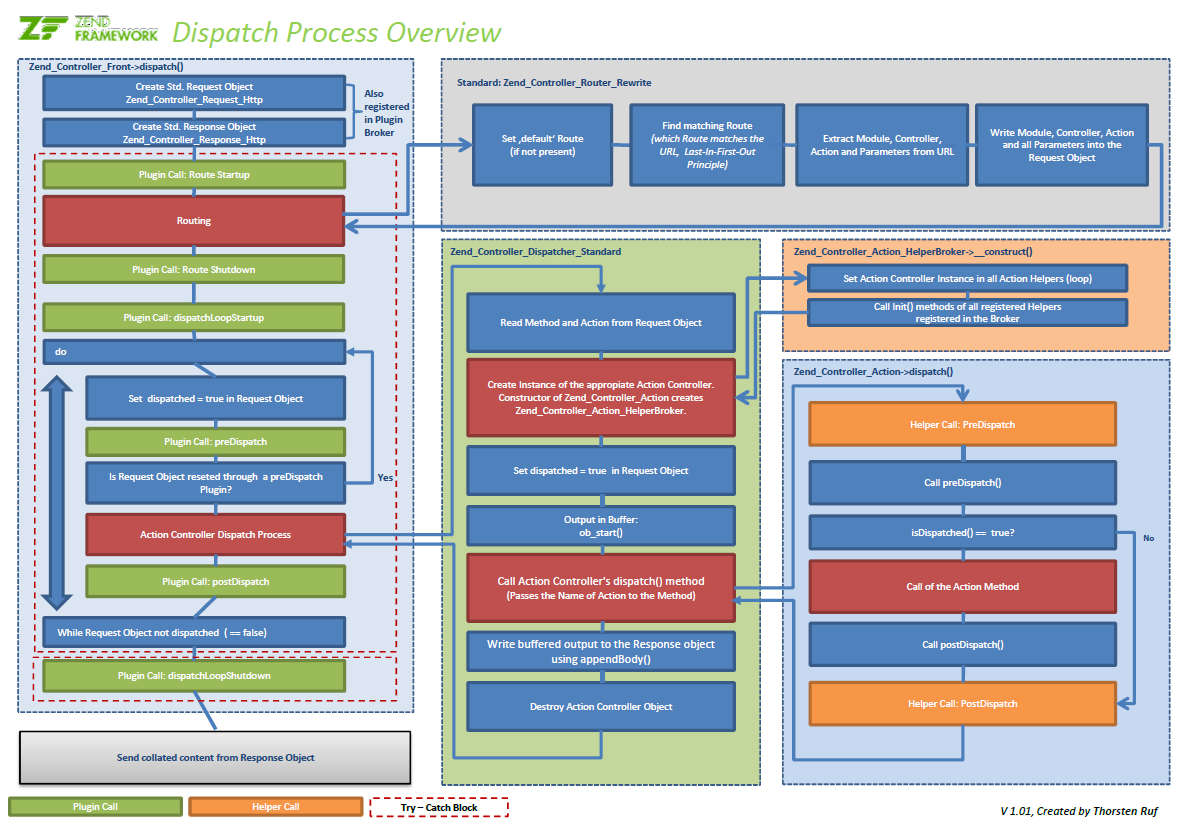 ZF ZEND
FRAMEWORK
Dispatch Process Overview
Zend_Controller_Front->dispatch()
Create Std. Request Object
Zend_Controller_Request_Http
Create Std. Response Object
Zend_Controller_Response_Http
Also
registered
in Plugin
Broker
Plugin Call: Route Startup
Routing
Plugin Call: Route Shutdown
Plugin Call: dispatchLoopStartup
do
Set dispatched = true in Request Object
Plugin Call: preDispatch
Is Request Object reseted through a preDispatch
Plugin?
Yes
Action Controller Dispatch Process
Plugin Call: postDispatch
While Request Object not dispatched ( == false)
Plugin Call: dispatchLoopShutdown
Send collated content from Response Object
Standard: Zend_Controller_Router_Rewrite
Set ‚default‘ Route
(if not present)
Find matching Route
(which Route matches the
URL, Last-In-First-Out
Principle)
Extract Module, Controller,
Action and Parameters from URL
Write Module, Controller, Action
and all Parameters into the
Request Object
Zend_Controller_Dispatcher_Standard
Read Method and Action from Request Object
Create Instance of the appropiate Action Controller.
Constructor of Zend_Controller_Action creates
Zend_Controller_Action_HelperBroker.
Set dispatched = true in Request Object
Output in Buffer:
ob_start()
Call Action Controller's dispatch() method
(Passes the Name of Action to the Method)
Write buffered output to the Response object
using appendBody()
Destroy Action Controller Object
Zend_Controller_Action_HelperBroker->__construct()
Set Action Controller Instance in all Action Helpers (loop)
Call Init() methods of all registered Helpers
registered in the Broker
Zend_Controller_Action->dispatch()
Helper Call: PreDispatch
Call preDispatch()
isDispatched() == true?
No
Call of the Action Method
Call postDispatch()
Helper Call: PostDispatch
Plugin Call
Helper Call
Try – Catch Block
V 1.01, Created by Thorsten Ruf